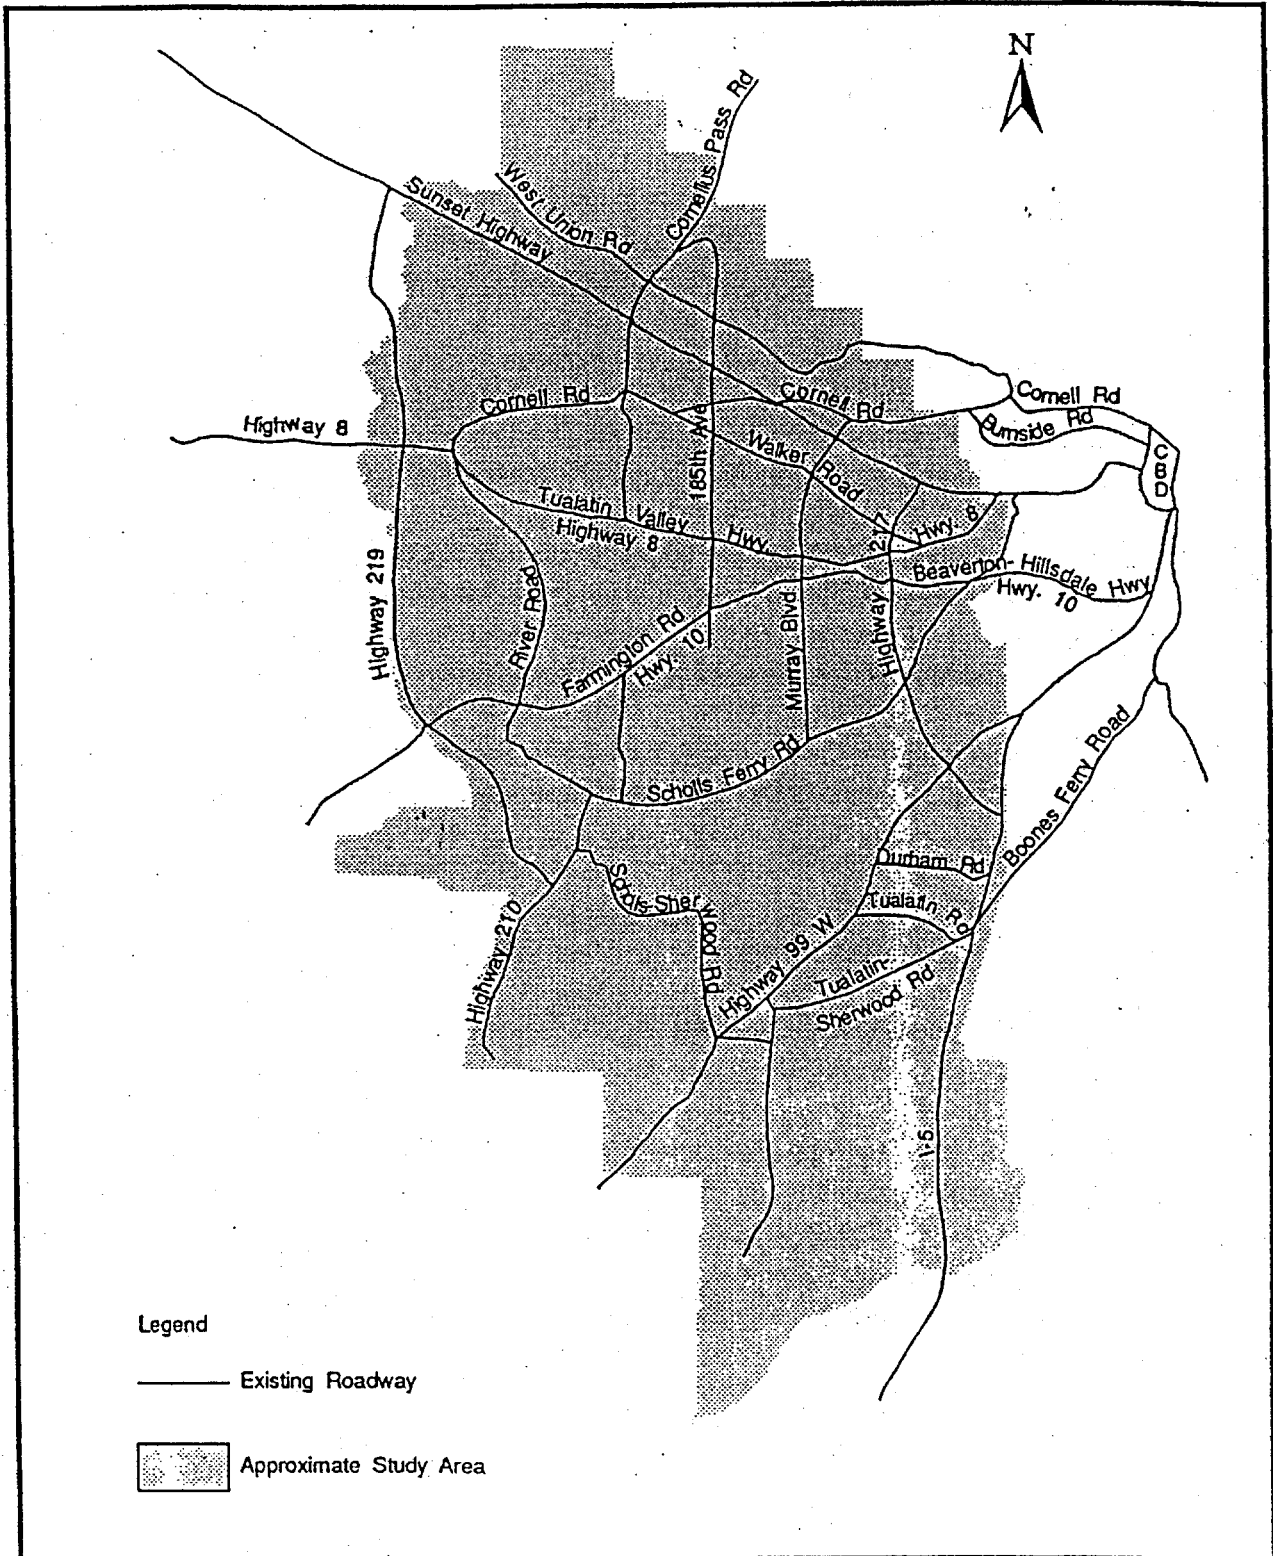 N
Cornelius Pass Rd
West Union Rd
Sunset Highway
Cornell Rd
Cornell Rd
Cornell Rd
Burnside Rd
Highway 8
C
B
D
185th Ave
Walker Road
Tualatin Valley Hwy
Highway 8
Hwy. 8
Highway 217
Beaverton-Hillsdale Hwy
Hwy. 10
Highway 219
River Road
Farmington Rd
Hwy. 10
Murray Blvd
Scholls Ferry Rd
Boones Ferry Road
Durham Rd
Tualatin Rd
Scholls-Sherwood Rd
Highway 210
Highway 99 W
Tualatin-
Sherwood Rd
I-5
Legend
Existing Roadway
Approximate Study Area